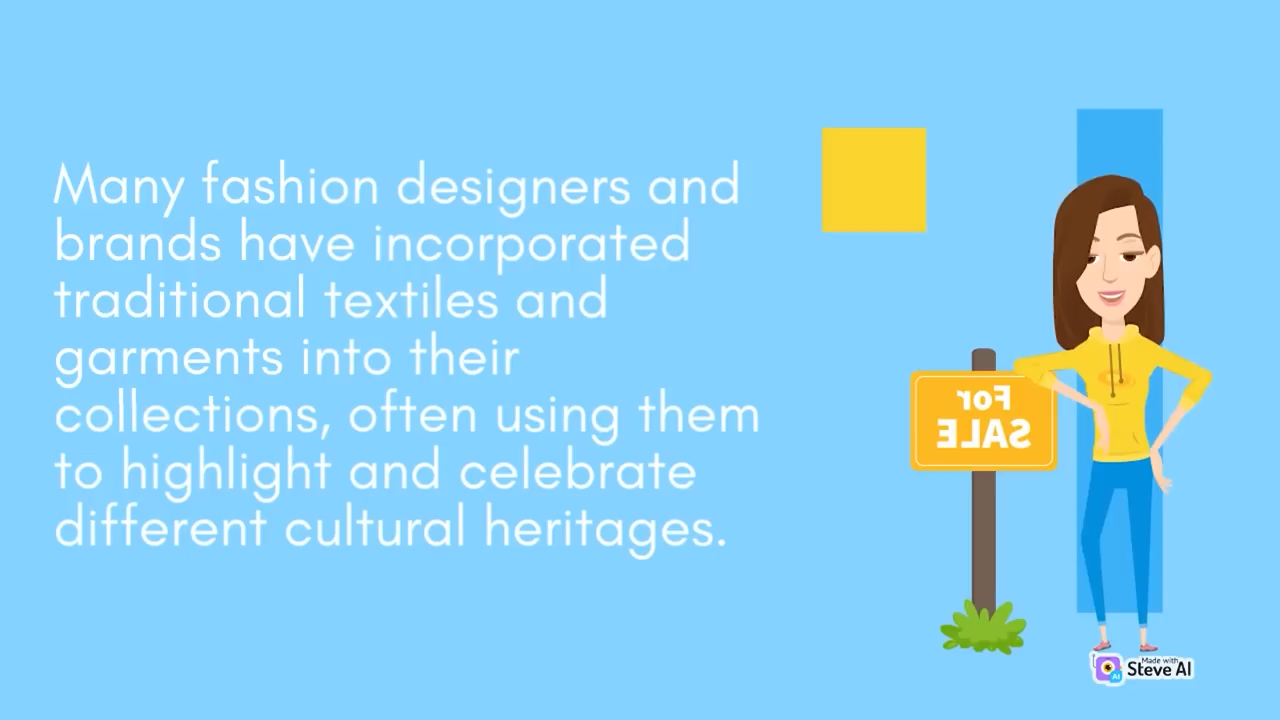 Many fashion designers and
brands have incorporated
traditional textiles and
garments into their
collections, often using them
to highlight and celebrate
different cultural heritages.
For
SALE
Made with
Steve AI
AI